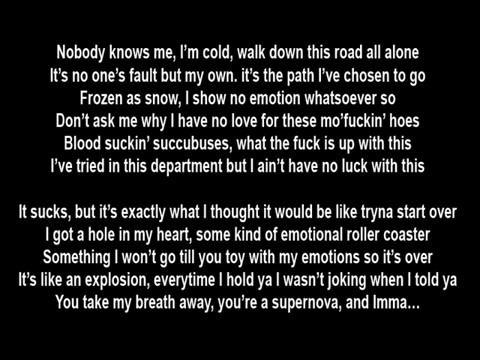 Nobody knows me, I'm cold, walk down this road all alone
It's no one's fault but my own. it's the path I've chosen to go
Frozen as snow, I show no emotion whatsoever so
Don't ask me why I have no love for these mo'fuckin' hoes
Blood suckin' succubuses, what the fuck is up with this
I've tried in this department but I ain't have no luck with this

It sucks, but it's exactly what I thought it would be like tryna start over
I got a hole in my heart, some kind of emotional roller coaster
Something I won't go till you toy with my emotions so it's over
It's like an explosion, everytime I hold ya I wasn't joking when I told ya
You take my breath away, you're a supernova, and Imma...